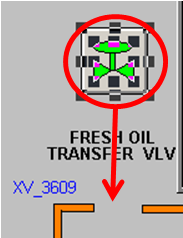 FRESH OIL
TRANSFER VLV
XV_3609